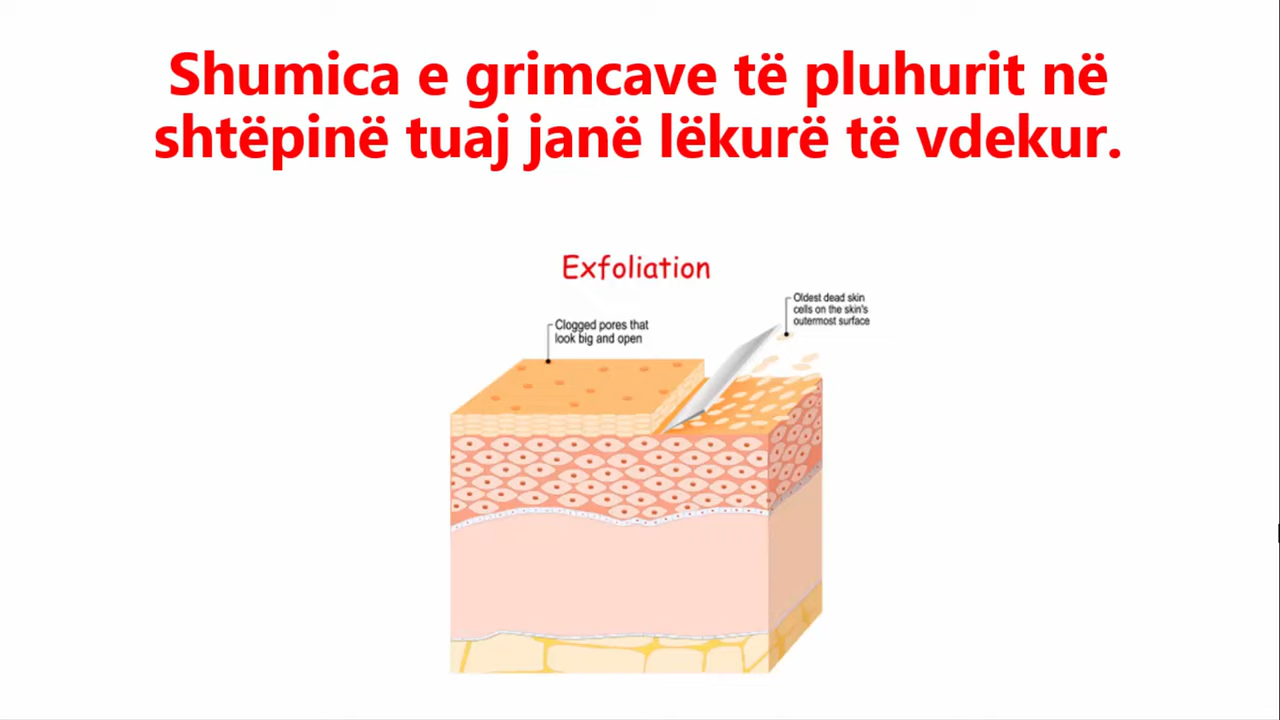 Shumica e grimcave të pluhurit në
shtëpinë tuaj janë lëkurë të vdekur.
Exfoliation
Oldest dead skin
cells on the skin's
outermost surface
Clogged pores that
look big and open